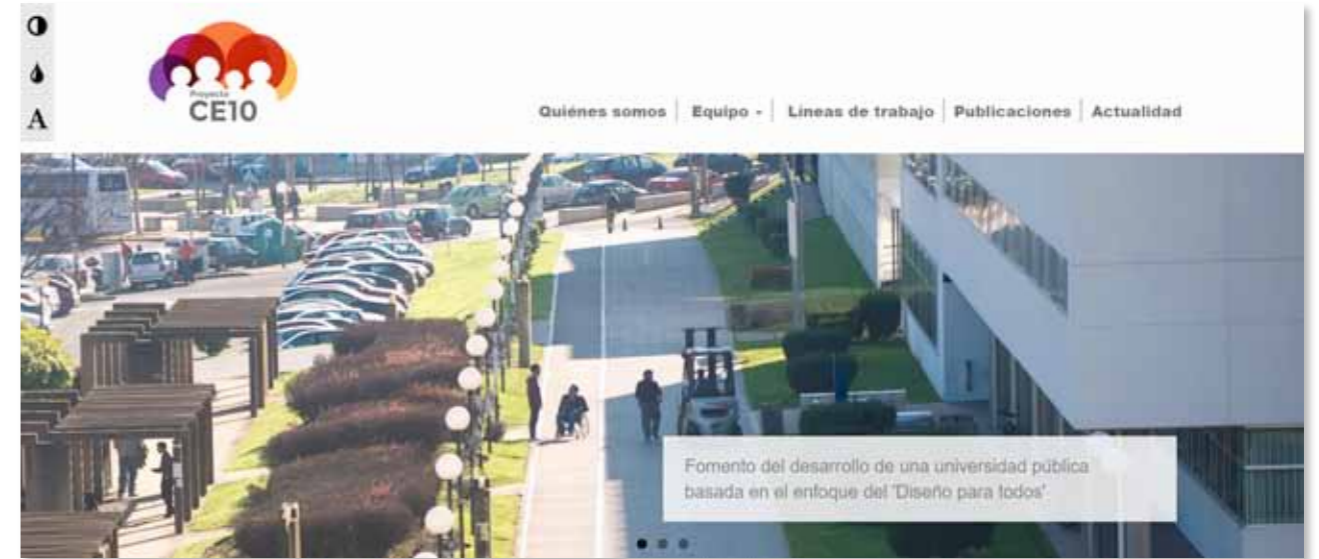 A
Proyecto
CE10
Quiénes somos
Equipo
Líneas de trabajo
Publicaciones
Actualidad
Fomento del desarrollo de una universidad pública
basada en el enfoque del 'Diseño para todos'